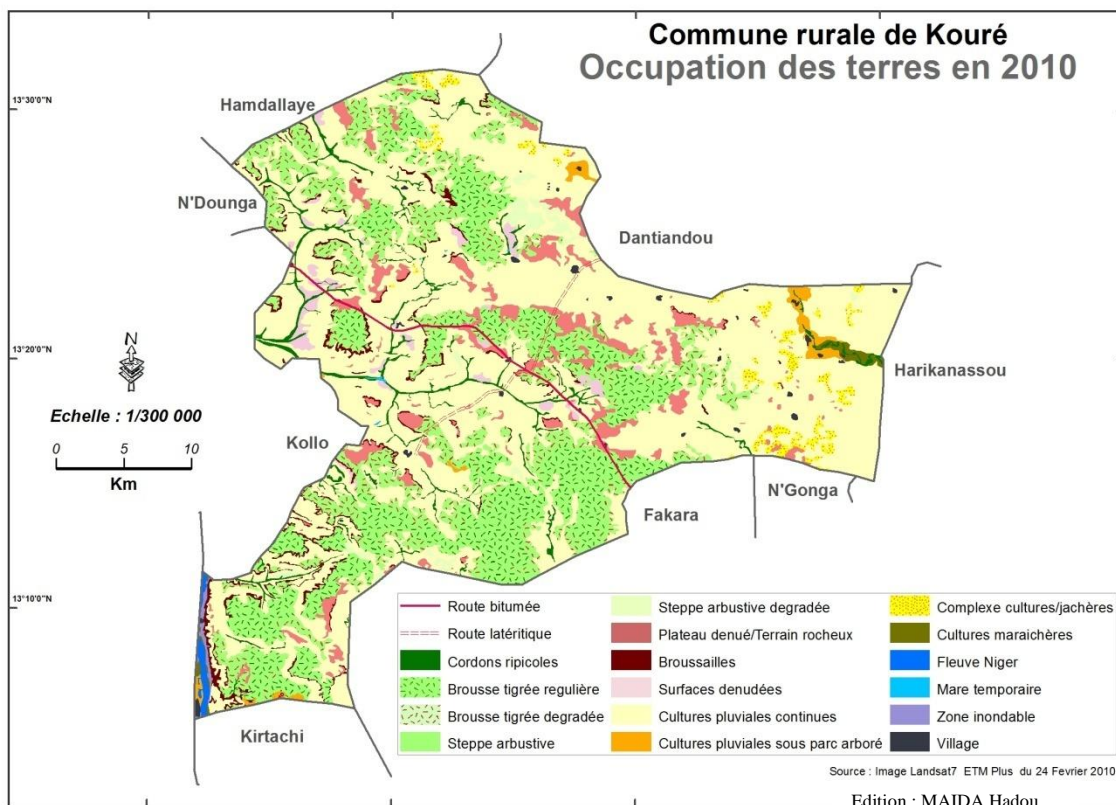 Commune rurale de Kouré
Occupation des terres en 2010
13°30'0"N
13°20'0"N
13°10'0"N
Hamdallaye
N'Dounga
Dantiandou
Harikanassou
N
Echelle : 1/300 000
0 5 10
Km
Kollo
N'Gonga
Fakara
Kirtachi
Route bitumée
Route latéritique
Cordons ripicoles
Brousse tigrée regulière
Brousse tigrée degradée
Steppe arbustive
Steppe arbustive degradée
Plateau denué/Terrain rocheux
Broussailles
Surfaces denudées
Cultures pluviales continues
Cultures pluviales sous parc arboré
Complexe cultures/jachères
Cultures maraichères
Fleuve Niger
Mare temporaire
Zone inondable
Village
Source : Image Landsat7 ETM Plus du 24 Fevrier 2010
Edition : MAIDA Hadou